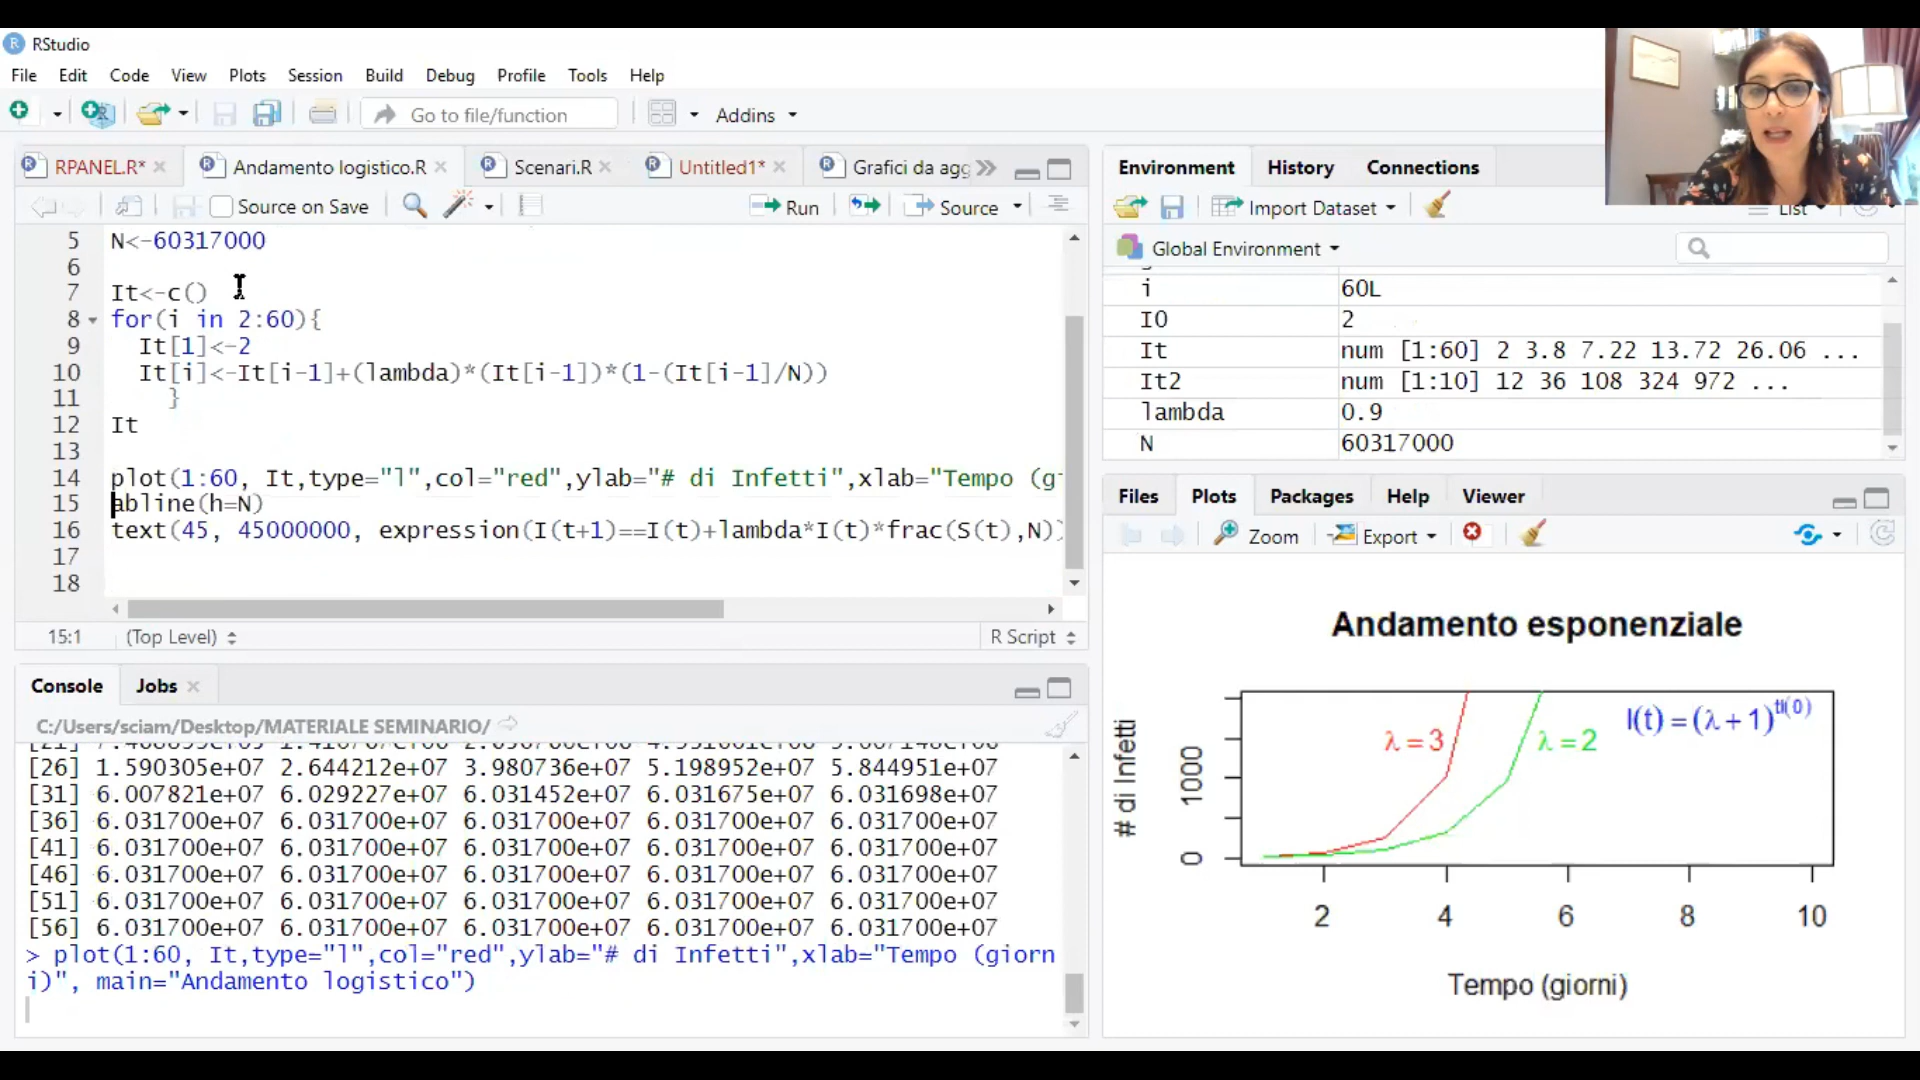 RStudio
File Edit Code View Plots Session Build Debug Profile Tools Help
Go to file/function Addins
RPANEL.R* Andamento logistico.R Scenari.R Untitled1* Grafici da agg
Source on Save Run Source
5 N<-60317000
6
7 It<-c()
8 for(i in 2:60){
9 It[1]<-2
10 It[i]<-It[i-1]+(lambda)*(It[i-1])*(1-(It[i-1]/N))
11 }
12 It
13
14 plot(1:60, It,type="l",col="red",ylab="# di Infetti",xlab="Tempo (g
15 abline(h=N)
16 text(45, 45000000, expression(I(t+1)==I(t)+lambda*I(t)*frac(S(t),N)
17
18
15:1 (Top Level) R Script
Console Jobs
C:/Users/sciam/Desktop/MATERIALE SEMINARIO/
[26] 1.590305e+07 2.644212e+07 3.980736e+07 5.198952e+07 5.844951e+07
[31] 6.007821e+07 6.029227e+07 6.031452e+07 6.031675e+07 6.031698e+07
[36] 6.031700e+07 6.031700e+07 6.031700e+07 6.031700e+07 6.031700e+07
[41] 6.031700e+07 6.031700e+07 6.031700e+07 6.031700e+07 6.031700e+07
[46] 6.031700e+07 6.031700e+07 6.031700e+07 6.031700e+07 6.031700e+07
[51] 6.031700e+07 6.031700e+07 6.031700e+07 6.031700e+07 6.031700e+07
[56] 6.031700e+07 6.031700e+07 6.031700e+07 6.031700e+07 6.031700e+07
> plot(1:60, It,type="l",col="red",ylab="# di Infetti",xlab="Tempo (giorn
i)", main="Andamento logistico")
Environment History Connections
Import Dataset List
Global Environment
i 60L
I0 2
It num [1:60] 2 3.8 7.22 13.72 26.06 ...
It2 num [1:10] 12 36 108 324 972 ...
lambda 0.9
N 60317000
Files Plots Packages Help Viewer
Zoom Export
Andamento esponenziale
I(t) = (λ + 1)^tI(0)
λ = 3 λ = 2
# di Infetti
1000
0
2 4 6 8 10
Tempo (giorni)